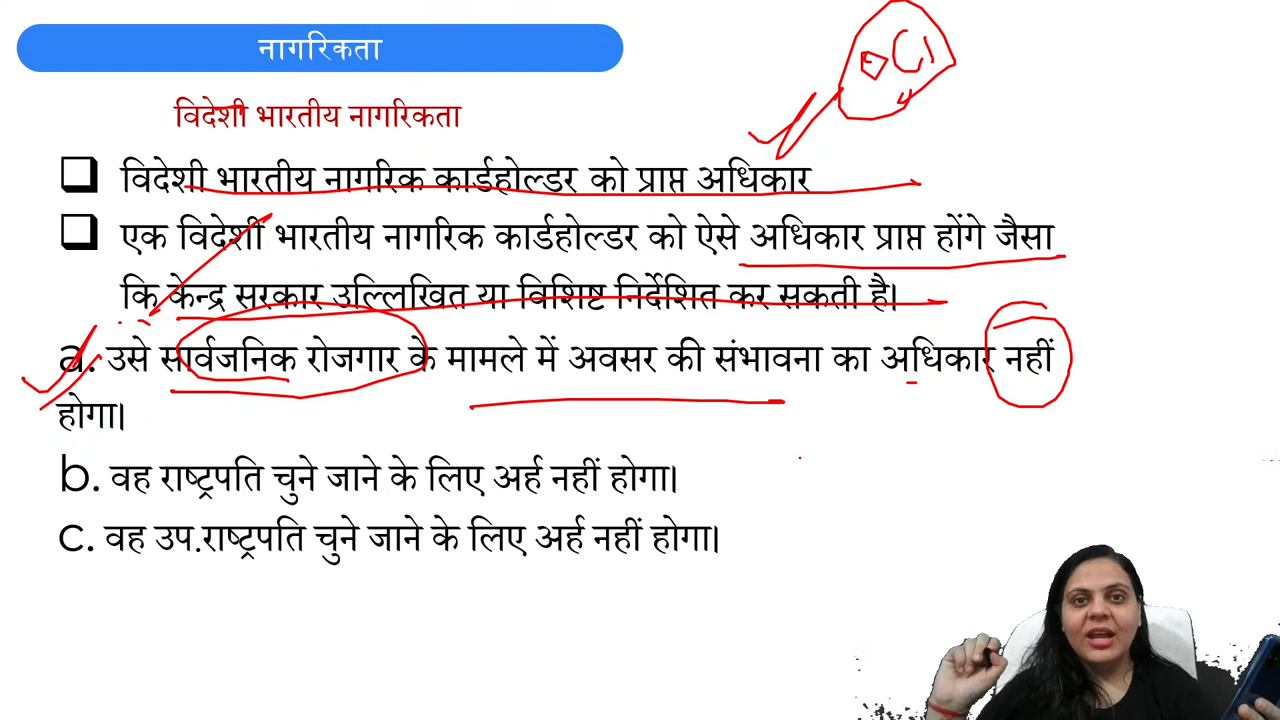 नागरिकता
विदेशी भारतीय नागरिकता
विदेशी भारतीय नागरिक कार्डहोल्डर को प्राप्त अधिकार
एक विदेशी भारतीय नागरिक कार्डहोल्डर को ऐसे अधिकार प्राप्त होंगे जैसा
कि केन्द्र सरकार उल्लिखित या विशिष्ट निर्देशित कर सकती है।
a. उसे सार्वजनिक रोजगार के मामले में अवसर की संभावना का अधिकार नहीं
होगा।
b. वह राष्ट्रपति चुने जाने के लिए अर्ह नहीं होगा।
c. वह उप.राष्ट्रपति चुने जाने के लिए अर्ह नहीं होगा।